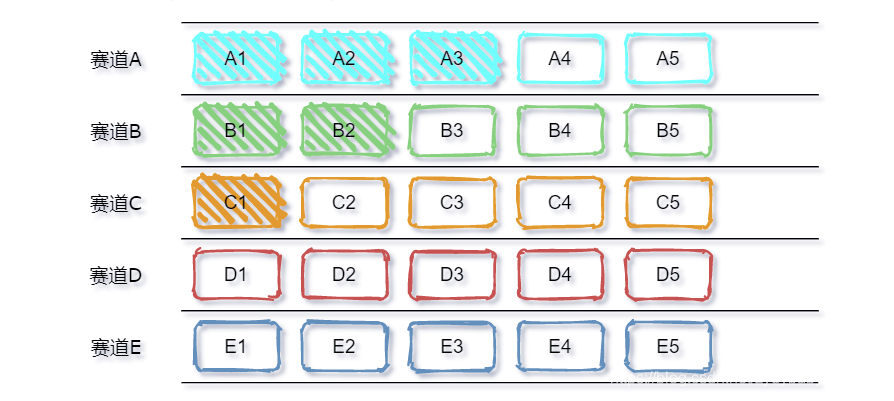 赛道A A1 A2 A3 A4 A5
赛道B B1 B2 B3 B4 B5
赛道C C1 C2 C3 C4 C5
赛道D D1 D2 D3 D4 D5
赛道E E1 E2 E3 E4 E5